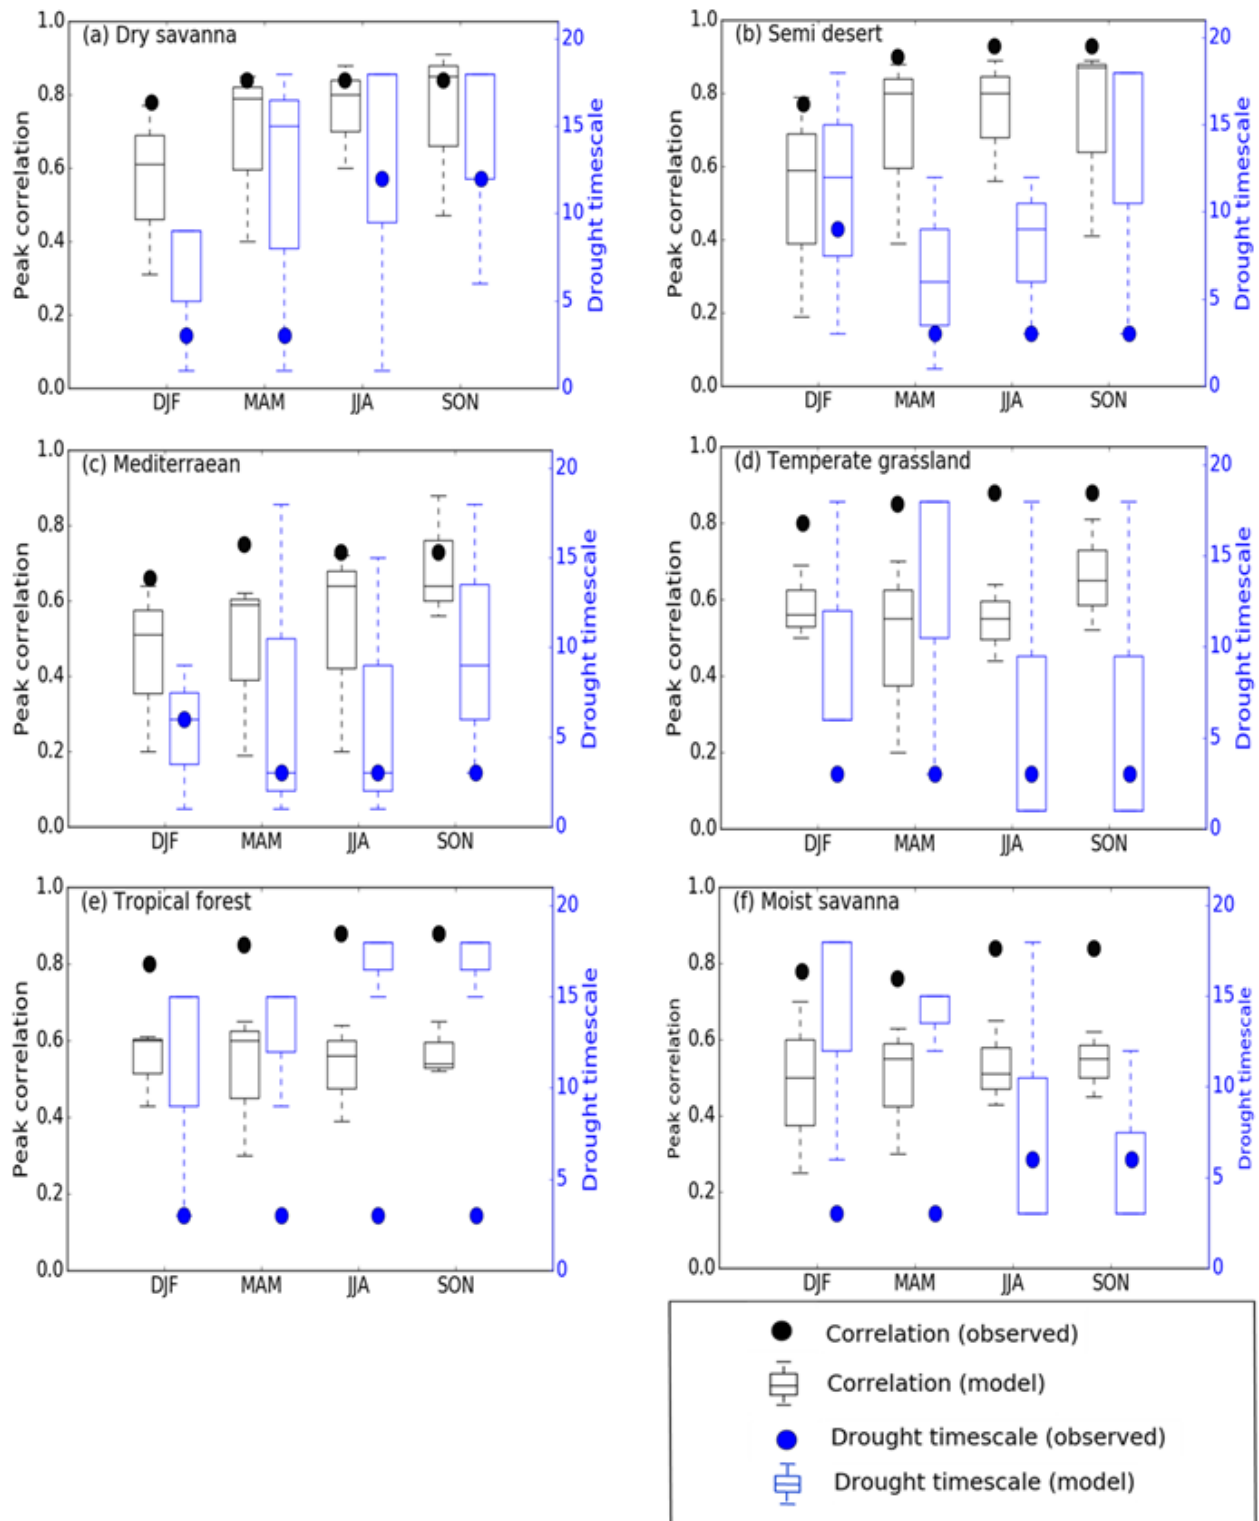 (a) Dry savanna
1.0
0.8
0.6
0.4
0.2
0.0
Peak correlation
20
15
10
5
0
Drought timescale
DJF MAM JJA SON
(b) Semi desert
1.0
0.8
0.6
0.4
0.2
0.0
Peak correlation
20
15
10
5
0
Drought timescale
DJF MAM JJA SON
(c) Mediterraean
1.0
0.8
0.6
0.4
0.2
0.0
Peak correlation
20
15
10
5
0
Drought timescale
DJF MAM JJA SON
(d) Temperate grassland
1.0
0.8
0.6
0.4
0.2
0.0
Peak correlation
20
15
10
5
0
Drought timescale
DJF MAM JJA SON
(e) Tropical forest
1.0
0.8
0.6
0.4
0.2
0.0
Peak correlation
20
15
10
5
0
Drought timescale
DJF MAM JJA SON
(f) Moist savanna
1.0
0.8
0.6
0.4
0.2
0.0
Peak correlation
20
15
10
5
0
Drought timescale
DJF MAM JJA SON
Correlation (observed)
Correlation (model)
Drought timescale (observed)
Drought timescale (model)